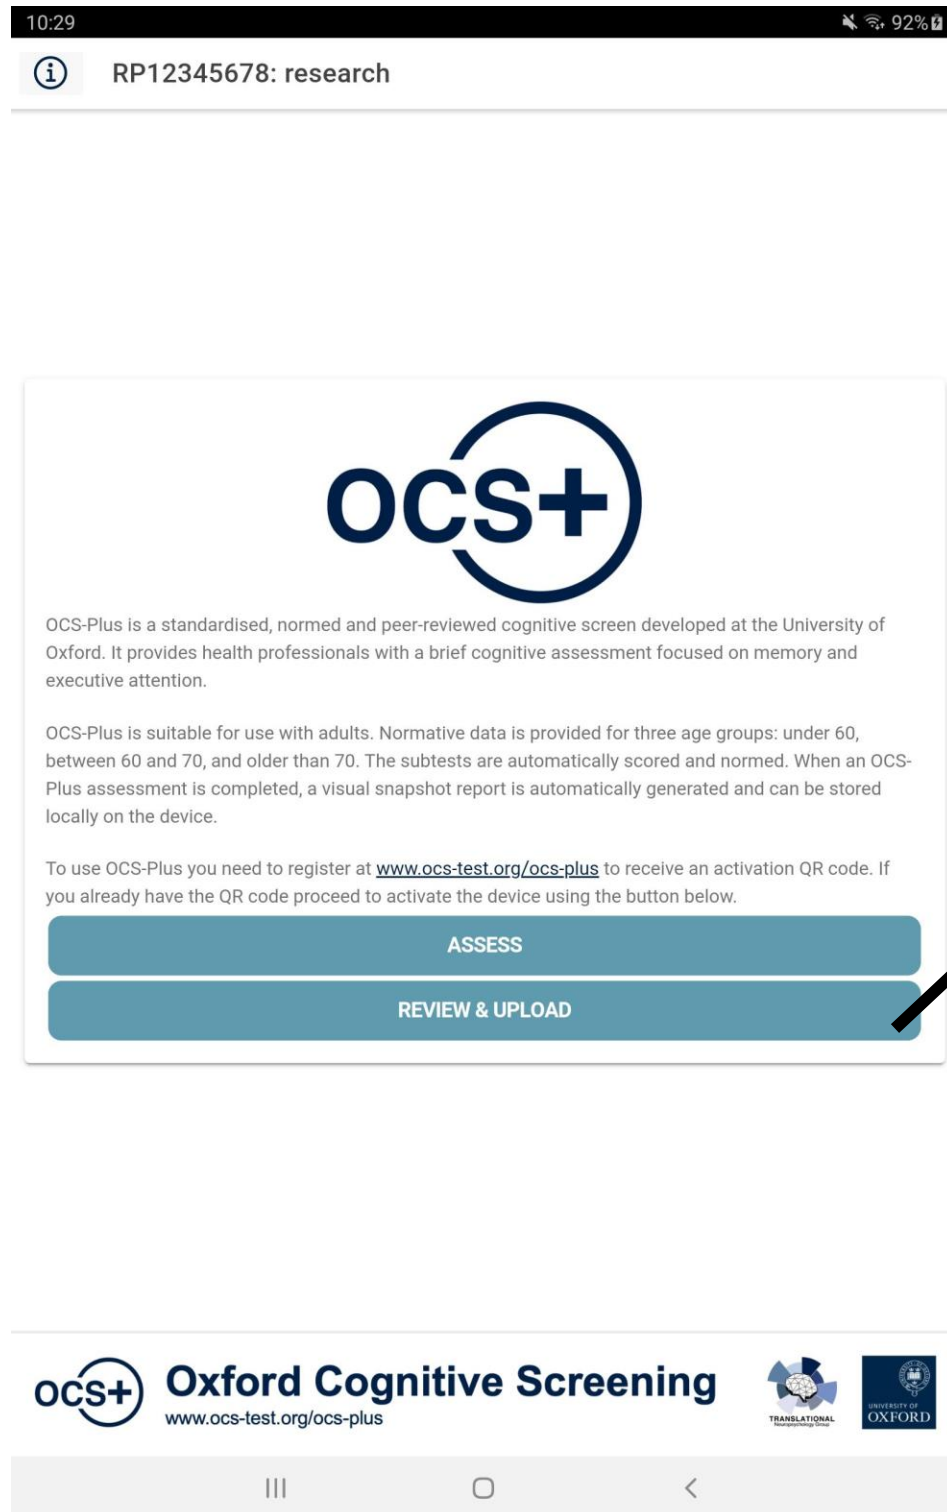 10:29
92%
RP12345678: research
ocs+
OCS-Plus is a standardised, normed and peer-reviewed cognitive screen developed at the University of
Oxford. It provides health professionals with a brief cognitive assessment focused on memory and
executive attention.
OCS-Plus is suitable for use with adults. Normative data is provided for three age groups: under 60,
between 60 and 70, and older than 70. The subtests are automatically scored and normed. When an OCS-
Plus assessment is completed, a visual snapshot report is automatically generated and can be stored
locally on the device.
To use OCS-Plus you need to register at www.ocs-test.org/ocs-plus to receive an activation QR code. If
you already have the QR code proceed to activate the device using the button below.
ASSESS
REVIEW & UPLOAD
ocs+
Oxford Cognitive Screening
www.ocs-test.org/ocs-plus
TRANSLATIONAL
Neuropsychology Group
UNIVERSITY OF
OXFORD